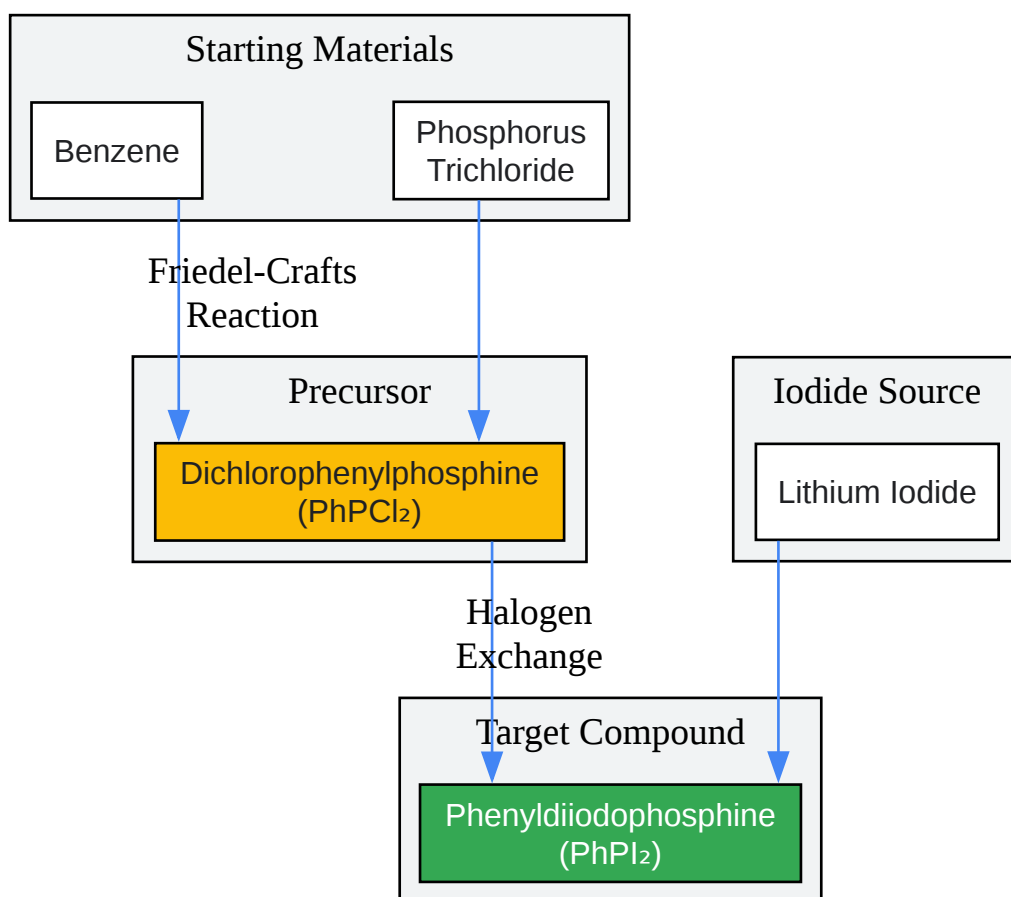 Starting Materials
Benzene
Phosphorus
Trichloride
Friedel-Crafts
Reaction
Precursor
Dichlorophenylphosphine
(PhPCl₂)
Iodide Source
Lithium Iodide
Halogen
Exchange
Target Compound
Phenyldiiodophosphine
(PhPI₂)